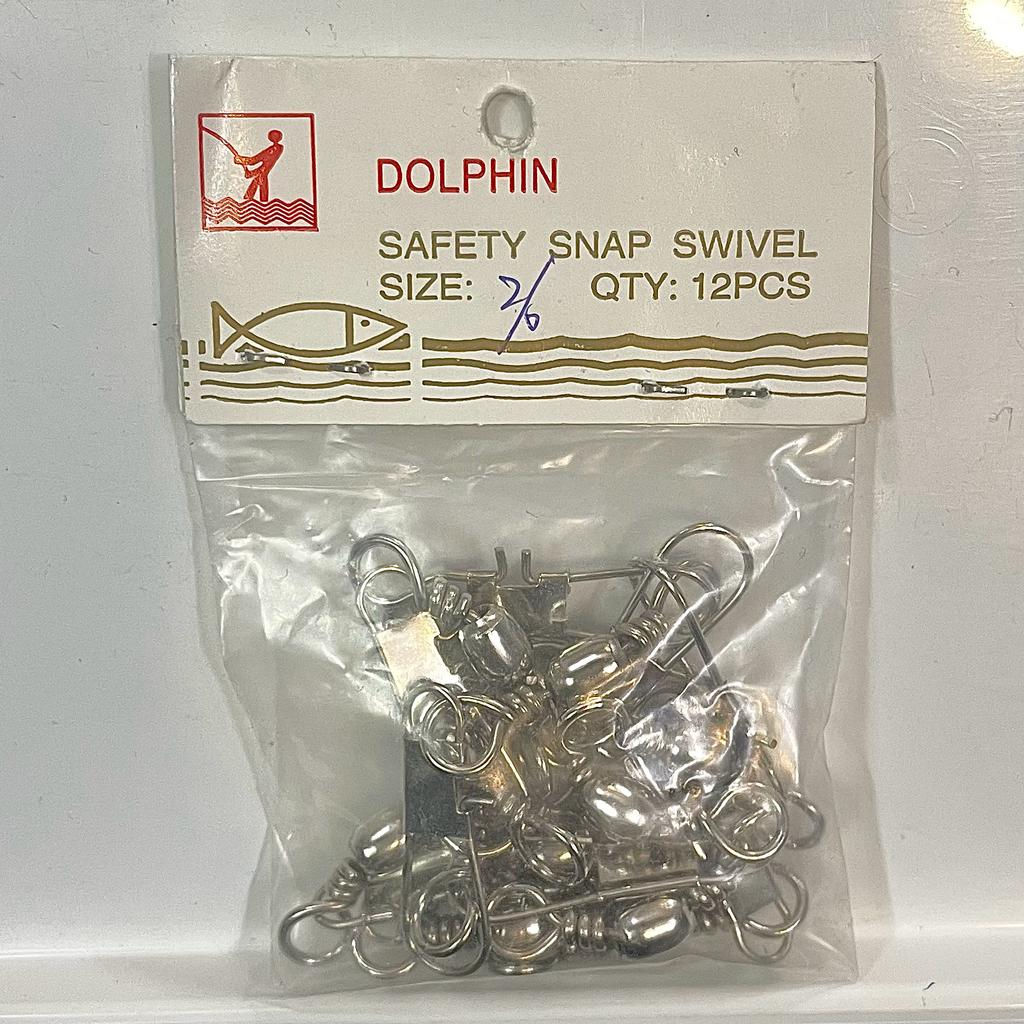 DOLPHIN
SAFETY SNAP SWIVEL
SIZE: 2/0 QTY: 12PCS